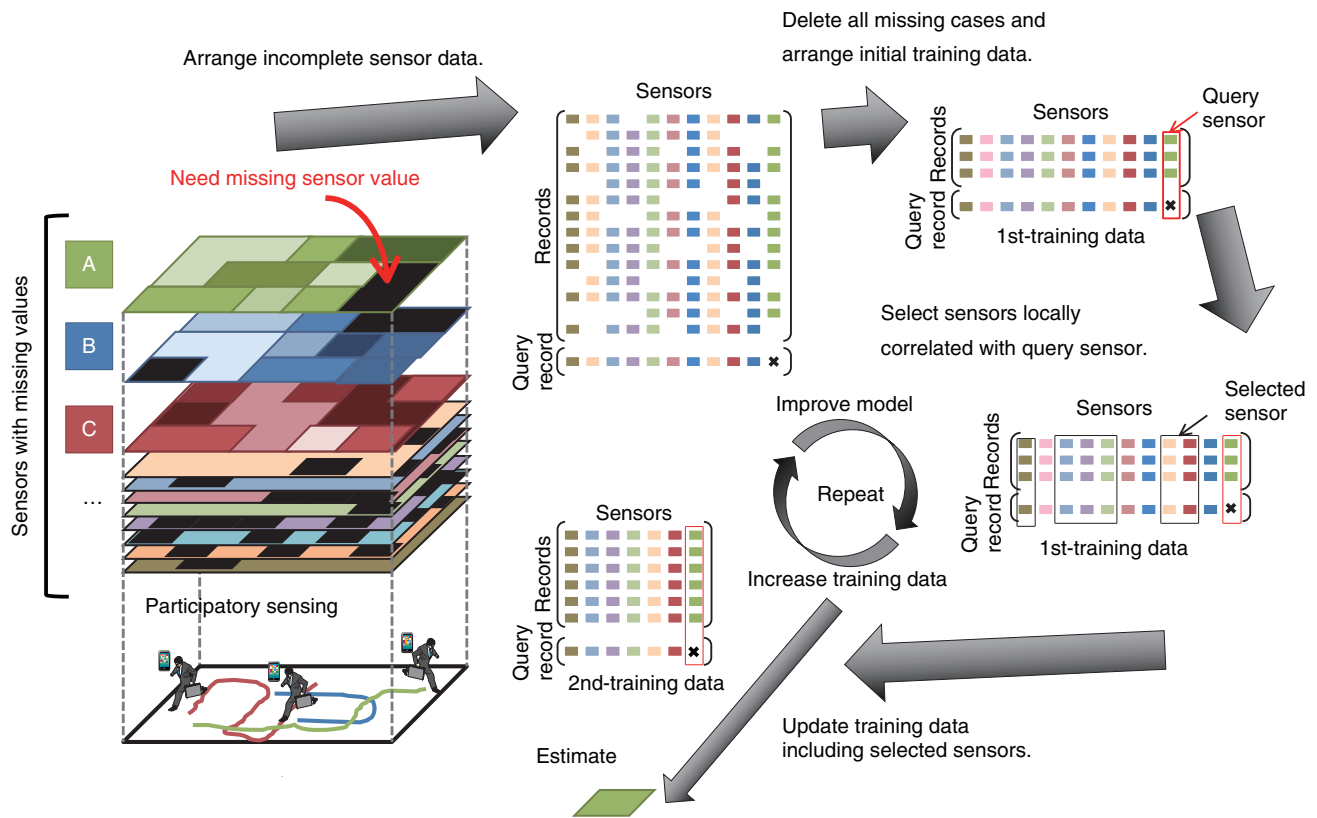 Arrange incomplete sensor data.
Delete all missing cases and
arrange initial training data.
Need missing sensor value
Sensors with missing values
A
B
C
...
Participatory sensing
Sensors
Records
Query
record
Sensors
Query
sensor
Records
Query
record
1st-training data
Select sensors locally
correlated with query sensor.
Sensors
Selected
sensor
Records
Query
record
1st-training data
Improve model
Repeat
Increase training data
Sensors
Records
Query
record
2nd-training data
Update training data
including selected sensors.
Estimate